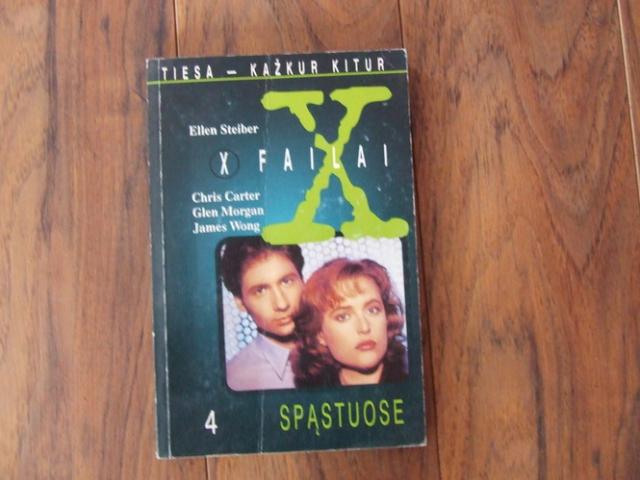 TIESA — KAŽKUR KITUR
Ellen Steiber
X FAILAI
X
Chris Carter
Glen Morgan
James Wong
4
SPĄSTUOSE